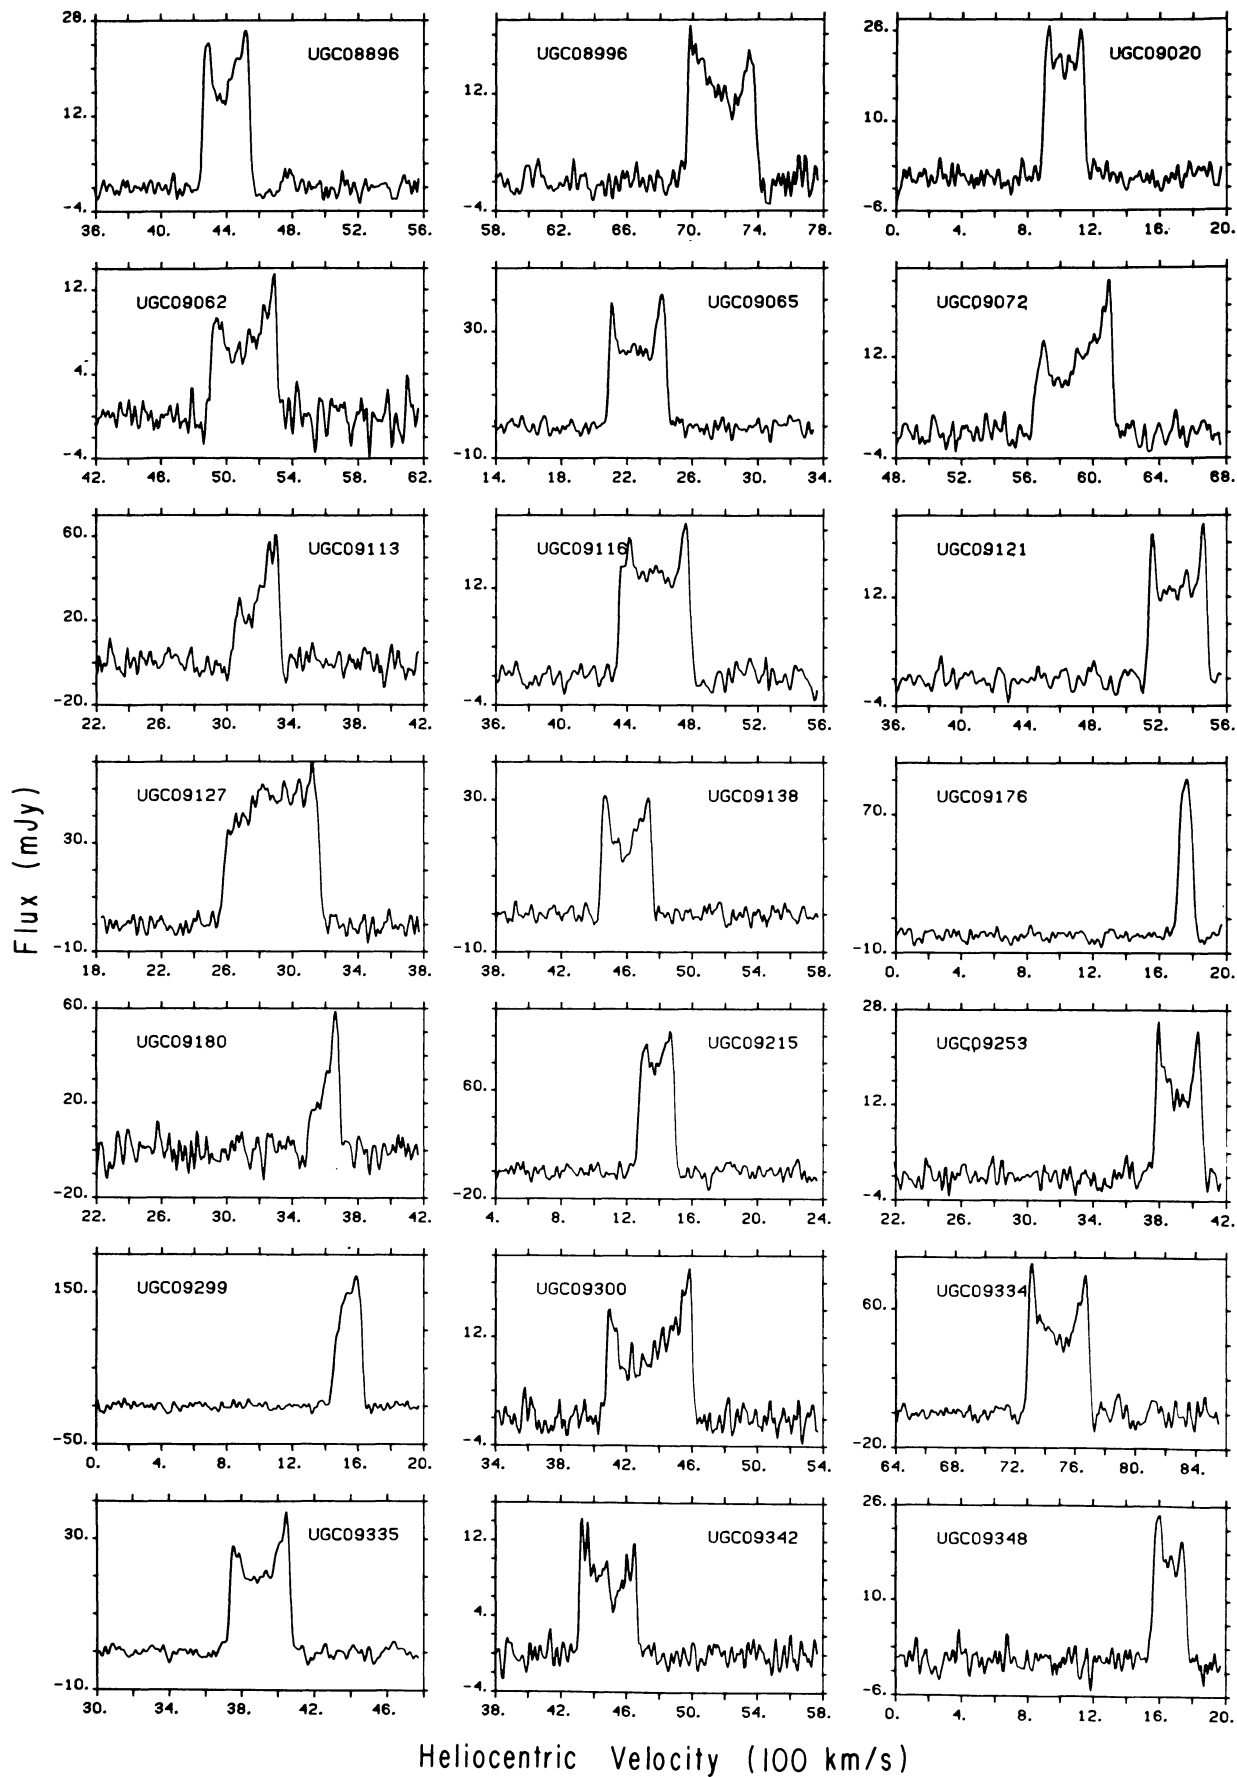 28.
12.
-4.
UGC08896
36. 40. 44. 48. 52. 56.
12.
-4.
UGC08996
58. 62. 66. 70. 74. 78.
26.
10.
-6.
UGC09020
0. 4. 8. 12. 16. 20.
12.
4.
-4.
UGC09062
42. 46. 50. 54. 58. 62.
30.
-10.
UGC09065
14. 18. 22. 26. 30. 34.
12.
-4.
UGC09072
48. 52. 56. 60. 64. 68.
60.
20.
-20.
UGC09113
22. 26. 30. 34. 38. 42.
12.
-4.
UGC09116
36. 40. 44. 48. 52. 56.
12.
-4.
UGC09121
36. 40. 44. 48. 52. 56.
Flux (mJy)
30.
-10.
UGC09127
18. 22. 26. 30. 34. 38.
30.
-10.
UGC09138
38. 42. 46. 50. 54. 58.
70.
-10.
UGC09176
0. 4. 8. 12. 16. 20.
60.
20.
-20.
UGC09180
22. 26. 30. 34. 38. 42.
60.
-20.
UGC09215
4. 8. 12. 16. 20. 24.
28.
12.
-4.
UGC09253
22. 26. 30. 34. 38. 42.
150.
-50.
UGC09299
0. 4. 8. 12. 16. 20.
12.
-4.
UGC09300
34. 38. 42. 46. 50. 54.
60.
-20.
UGC09334
64. 68. 72. 76. 80. 84.
30.
-10.
UGC09335
30. 34. 38. 42. 46.
12.
4.
-4.
UGC09342
38. 42. 46. 50. 54. 58.
26.
10.
-6.
UGC09348
0. 4. 8. 12. 16. 20.
Heliocentric Velocity (100 km/s)